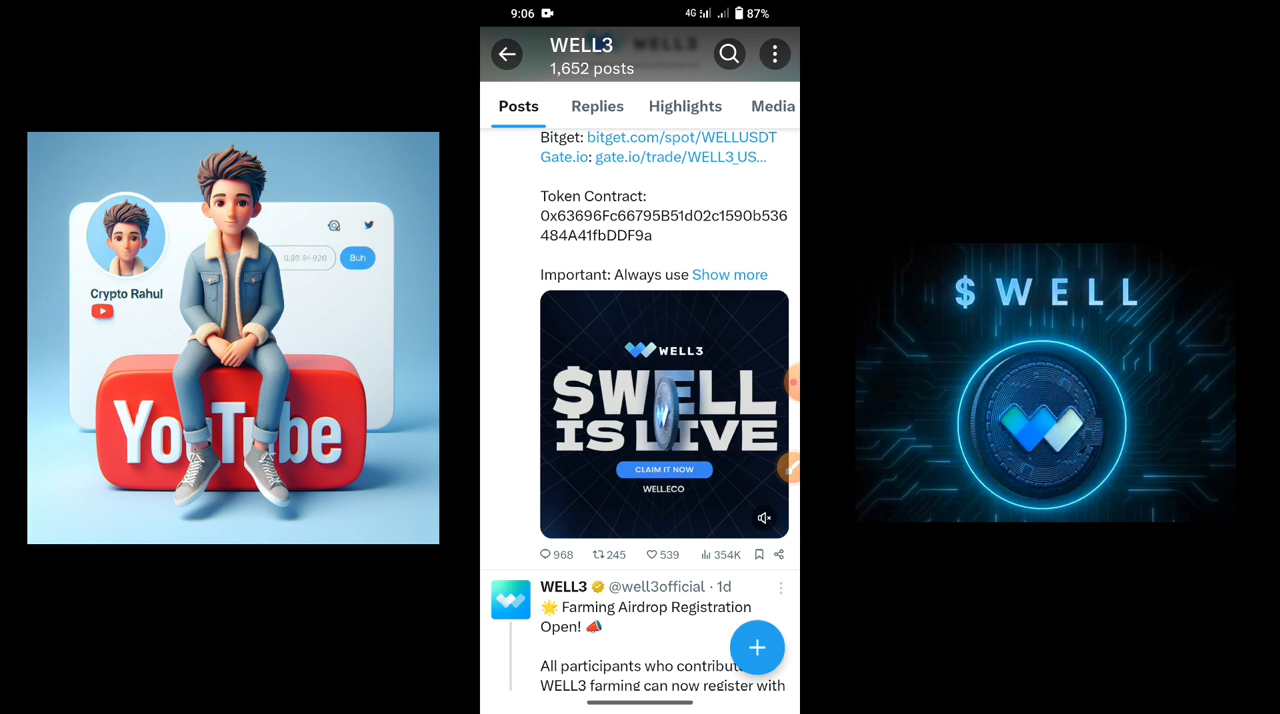 Crypto Rahul
Buh
YouTube
9:06
4G
87%
WELL3
1,652 posts
Posts
Replies
Highlights
Media
Bitget: bitget.com/spot/WELLUSDT
Gate.io: gate.io/trade/WELL3_US...
Token Contract:
0x63696Fc66795B51d02c1590b536
484A41fbDDF9a
Important: Always use Show more
WELL3
$WELL
IS LIVE
CLAIM IT NOW
WELL.ECO
968
245
539
354K
WELL3 @well3official · 1d
🌟 Farming Airdrop Registration
Open! 📣
All participants who contribut
WELL3 farming can now register with
$WELL